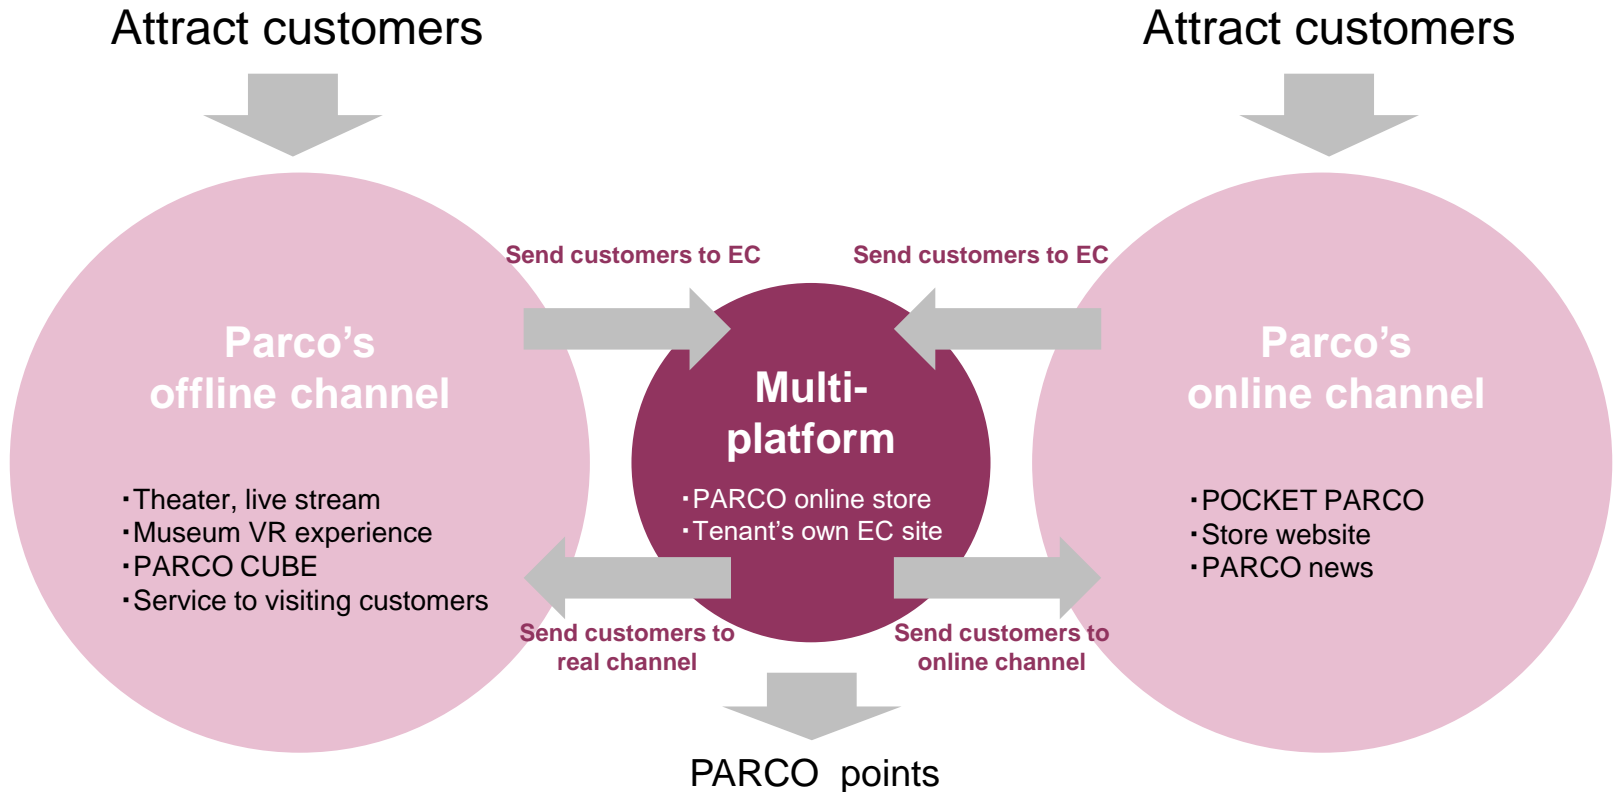 Attract customers
Attract customers
Send customers to EC
Send customers to EC
Parco’s
offline channel
・Theater, live stream
・Museum VR experience
・PARCO CUBE
・Service to visiting customers
Multi-
platform
・PARCO online store
・Tenant’s own EC site
Parco’s
online channel
・POCKET PARCO
・Store website
・PARCO news
Send customers to
real channel
Send customers to
online channel
PARCO points